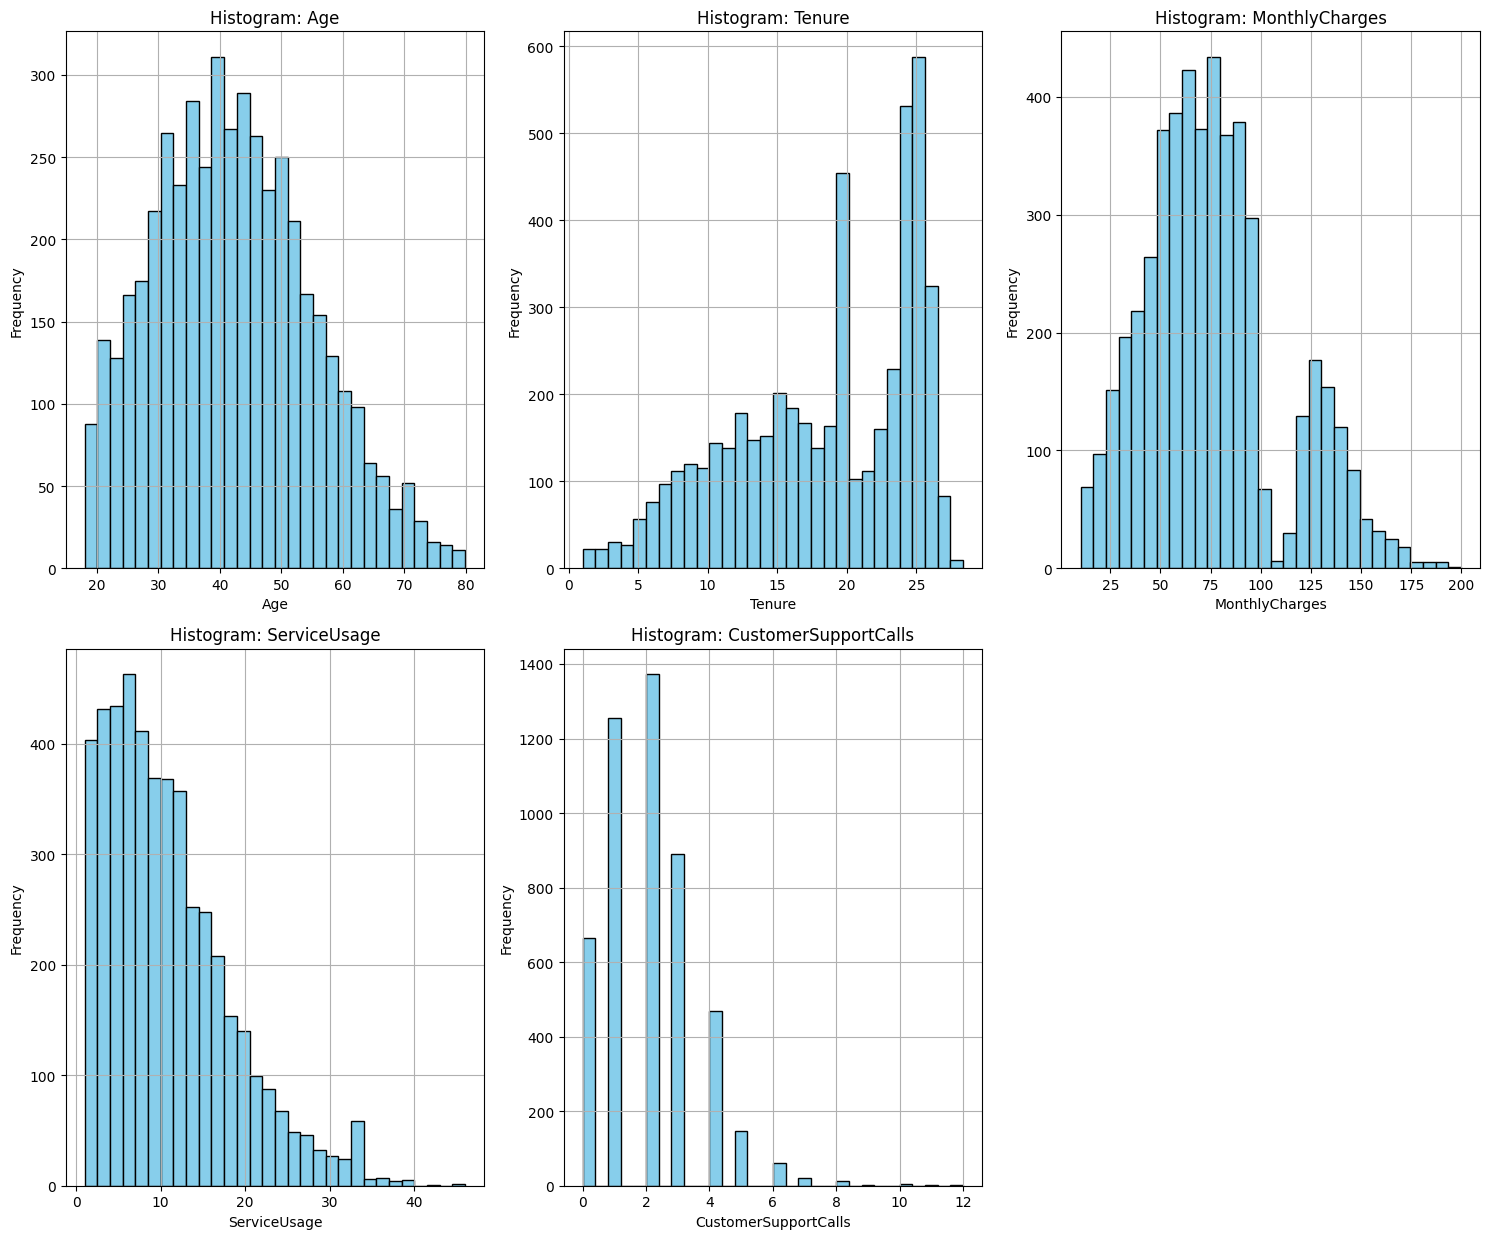 Histogram: Age
300
250
200
150
100
50
0
Frequency
20 30 40 50 60 70 80
Age
Histogram: Tenure
600
500
400
300
200
100
0
Frequency
0 5 10 15 20 25
Tenure
Histogram: MonthlyCharges
400
300
200
100
0
Frequency
25 50 75 100 125 150 175 200
MonthlyCharges
Histogram: ServiceUsage
400
300
200
100
0
Frequency
0 10 20 30 40
ServiceUsage
Histogram: CustomerSupportCalls
1400
1200
1000
800
600
400
200
0
Frequency
0 2 4 6 8 10 12
CustomerSupportCalls